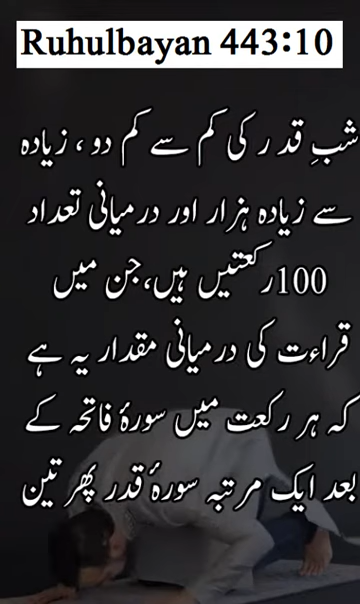 Ruhulbayan 443:10
شبِ قدر کی کم سے کم دو ، زیادہ
سے زیادہ ہزار اور درمیانی تعداد
100رکعتیں ہیں،جن میں
قراءت کی درمیانی مقدار یہ ہے
کہ ہر رکعت میں سورۂ فاتحہ کے
بعد ایک مرتبہ سورۂ قدر پھر تین